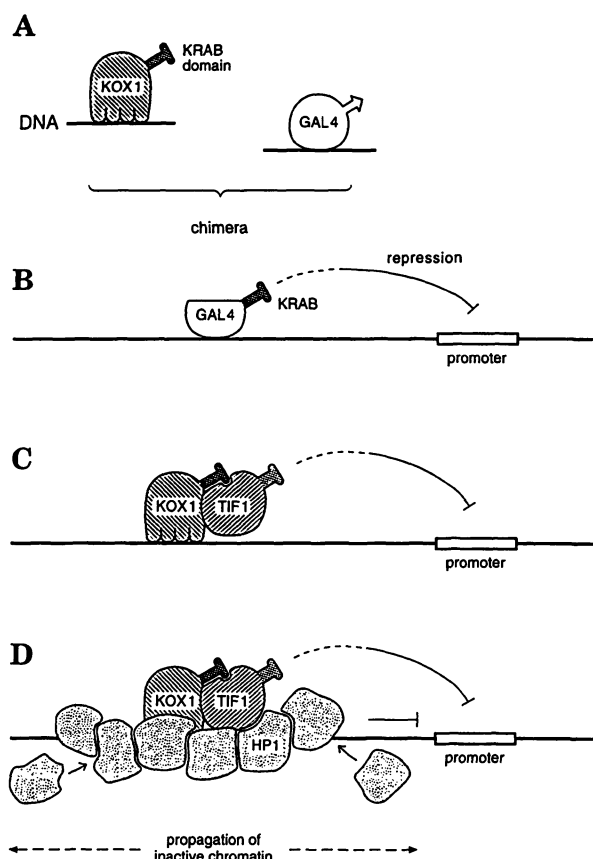 A
KRAB
domain
KOX1
DNA
GAL4
chimera
B
repression
GAL4
KRAB
promoter
C
KOX1
TIF1
promoter
D
KOX1
TIF1
HP1
promoter
propagation of
inactive chromatin